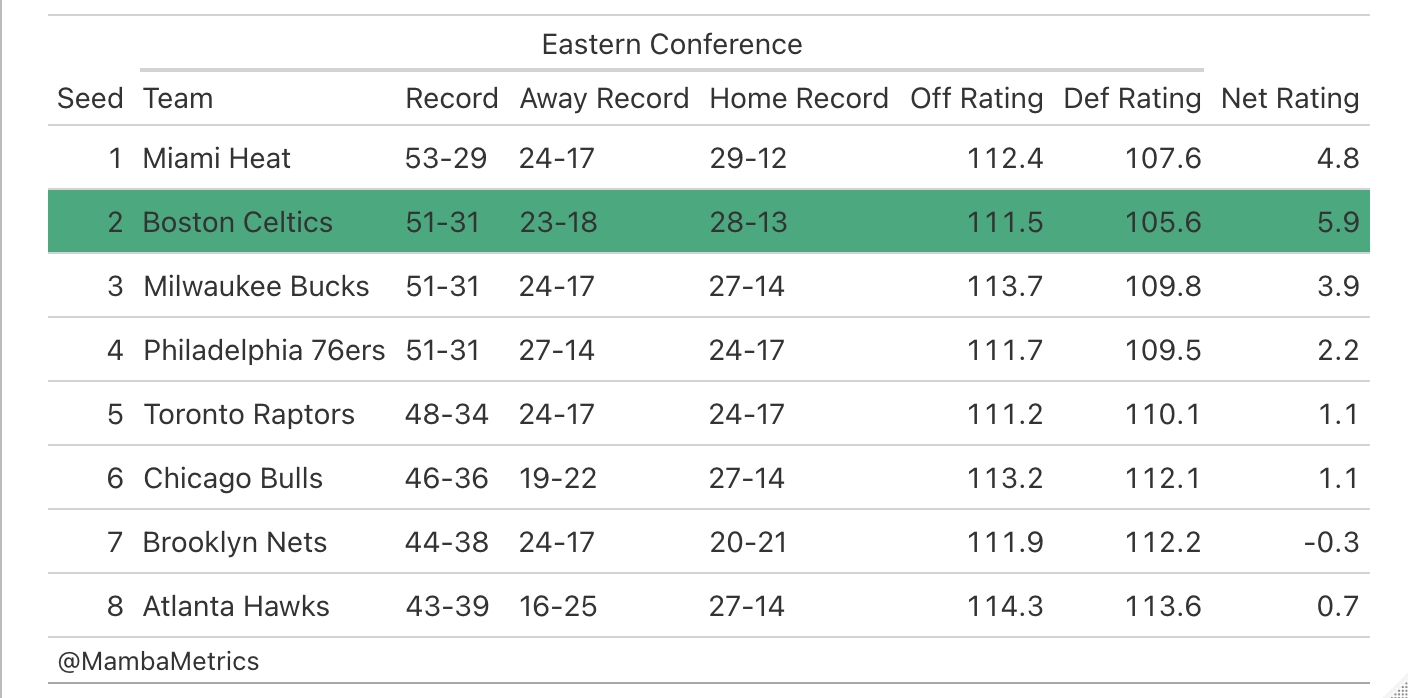 Eastern Conference
Seed Team Record Away Record Home Record Off Rating Def Rating Net Rating
1 Miami Heat 53-29 24-17 29-12 112.4 107.6 4.8
2 Boston Celtics 51-31 23-18 28-13 111.5 105.6 5.9
3 Milwaukee Bucks 51-31 24-17 27-14 113.7 109.8 3.9
4 Philadelphia 76ers 51-31 27-14 24-17 111.7 109.5 2.2
5 Toronto Raptors 48-34 24-17 24-17 111.2 110.1 1.1
6 Chicago Bulls 46-36 19-22 27-14 113.2 112.1 1.1
7 Brooklyn Nets 44-38 24-17 20-21 111.9 112.2 -0.3
8 Atlanta Hawks 43-39 16-25 27-14 114.3 113.6 0.7
@MambaMetrics